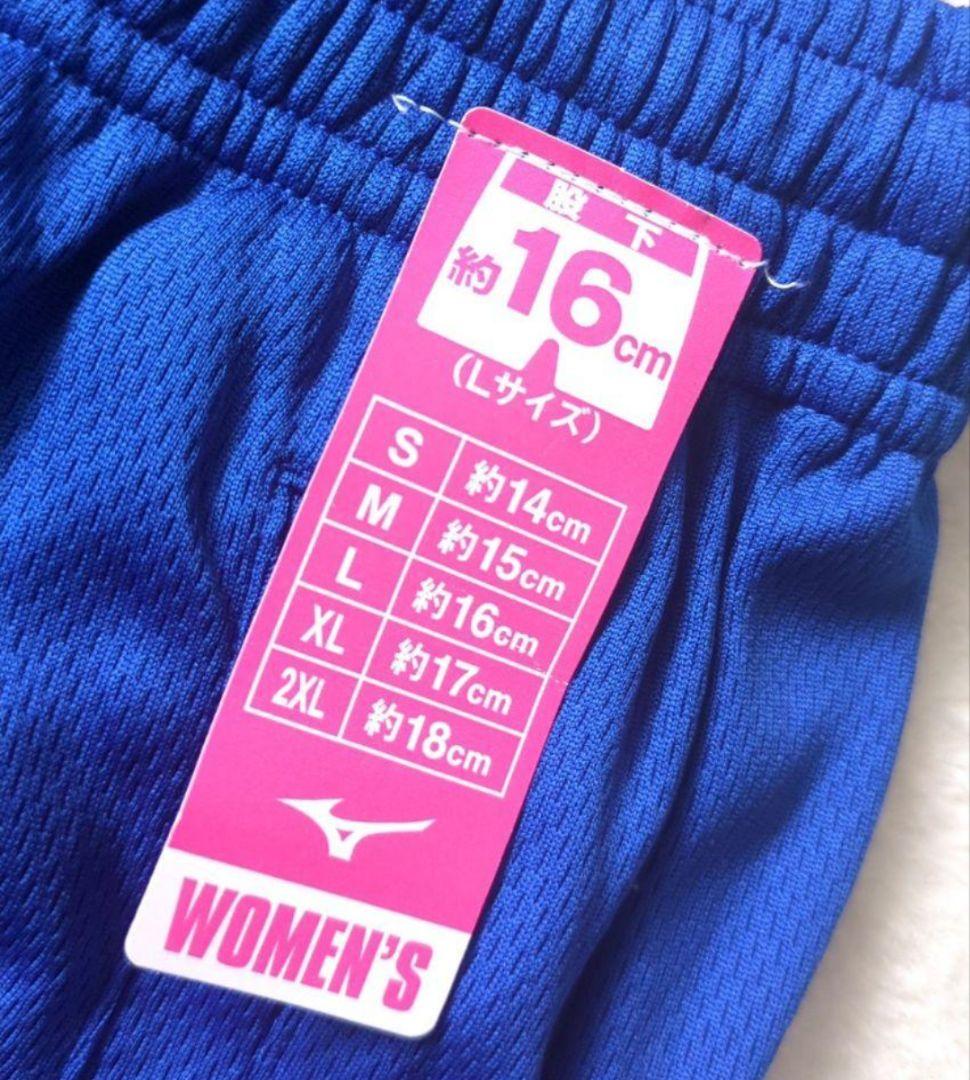 股下
約16cm
(Lサイズ)
S 約14cm
M 約15cm
L 約16cm
XL 約17cm
2XL 約18cm
WOMEN'S